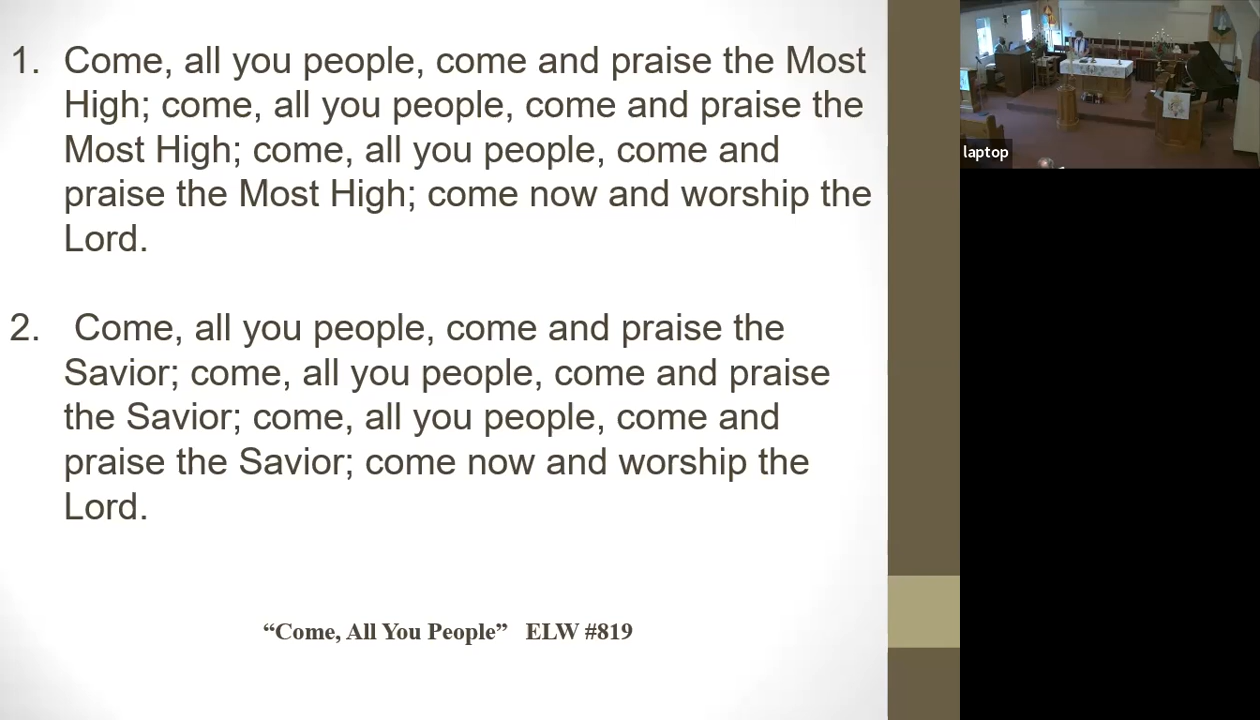 1. Come, all you people, come and praise the Most
High; come, all you people, come and praise the
Most High; come, all you people, come and
praise the Most High; come now and worship the
Lord.
2. Come, all you people, come and praise the
Savior; come, all you people, come and praise
the Savior; come, all you people, come and
praise the Savior; come now and worship the
Lord.
“Come, All You People” ELW #819
laptop